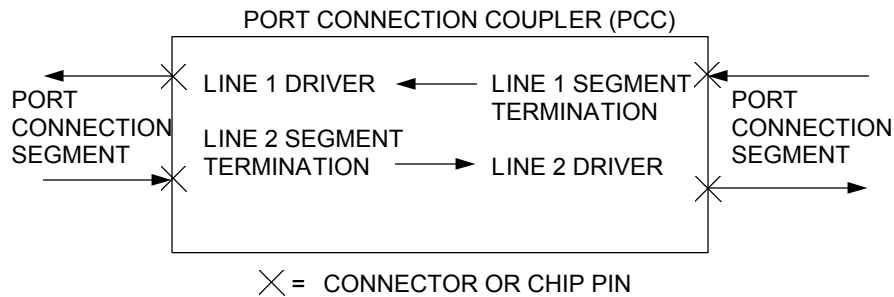 PORT CONNECTION COUPLER (PCC)
LINE 1 DRIVER
LINE 1 SEGMENT
TERMINATION
PORT
CONNECTION
SEGMENT
LINE 2 SEGMENT
TERMINATION
LINE 2 DRIVER
PORT
CONNECTION
SEGMENT
= CONNECTOR OR CHIP PIN